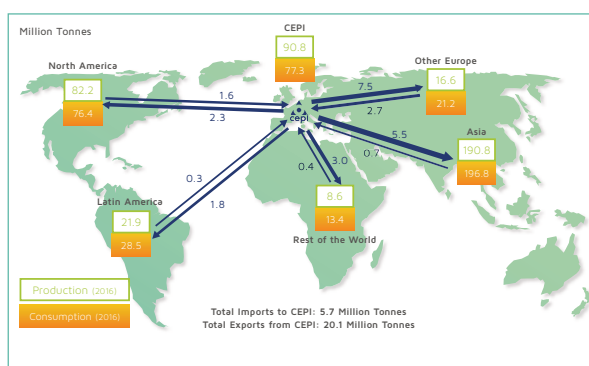 Million Tonnes
CEPI
90.8
77.3
North America
82.2
76.4
Other Europe
16.6
21.2
1.6
2.3
7.5
2.7
cepi
Asia
190.8
196.8
5.5
0.7
0.3
1.8
0.4
3.0
Latin America
21.9
28.5
8.6
13.4
Rest of the World
Production (2016)
Consumption (2016)
Total Imports to CEPI: 5.7 Million Tonnes
Total Exports from CEPI: 20.1 Million Tonnes